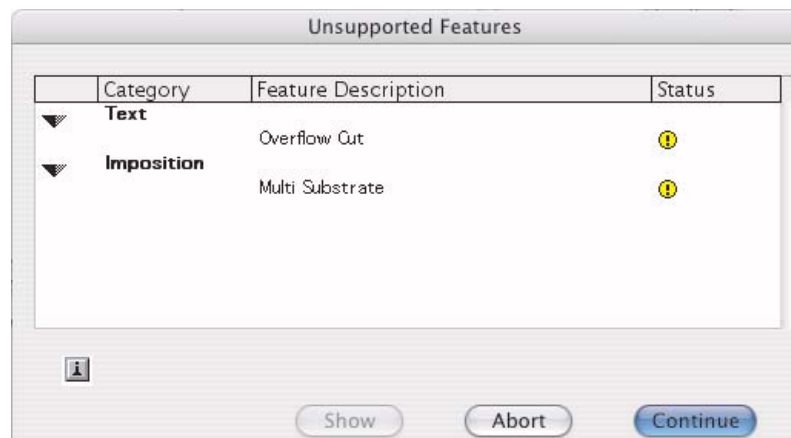 Unsupported Features
Category Feature Description Status
Text
Overflow Cut
Imposition
Multi Substrate
i
Show Abort Continue